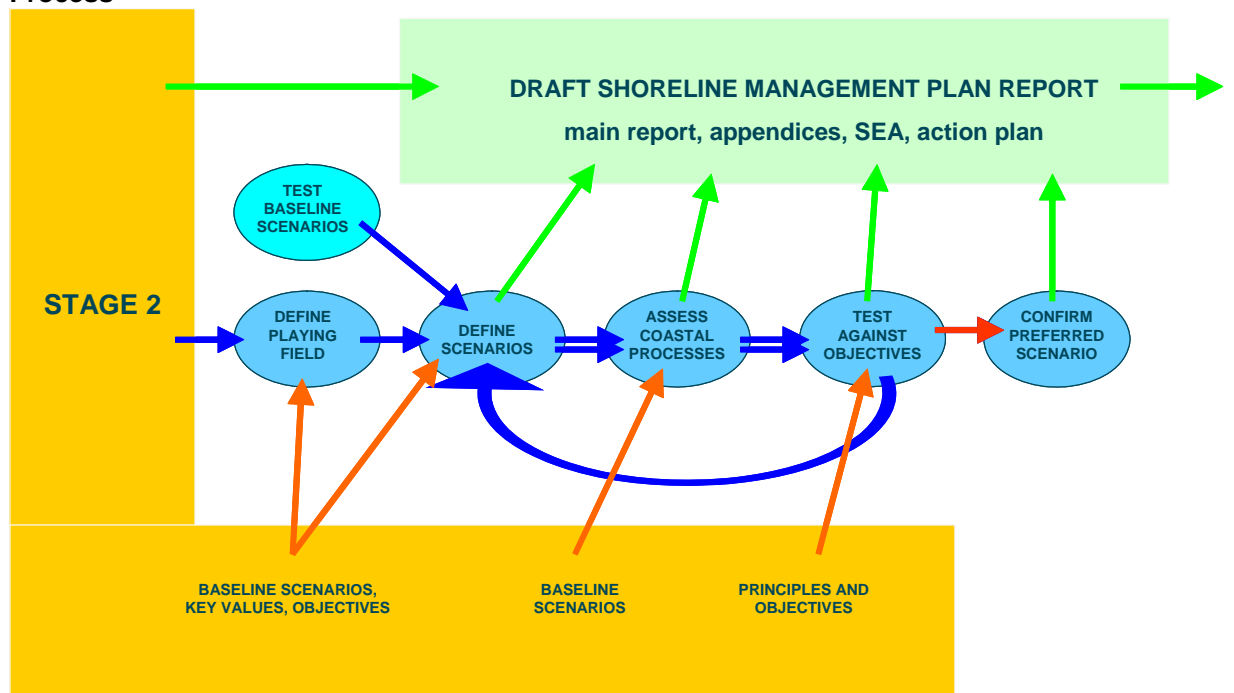 Process
DRAFT SHORELINE MANAGEMENT PLAN REPORT
main report, appendices, SEA, action plan
TEST
BASELINE
SCENARIOS
STAGE 2
DEFINE
PLAYING
FIELD
DEFINE
SCENARIOS
ASSESS
COASTAL
PROCESSES
TEST
AGAINST
OBJECTIVES
CONFIRM
PREFERRED
SCENARIO
BASELINE SCENARIOS,
KEY VALUES, OBJECTIVES
BASELINE
SCENARIOS
PRINCIPLES AND
OBJECTIVES